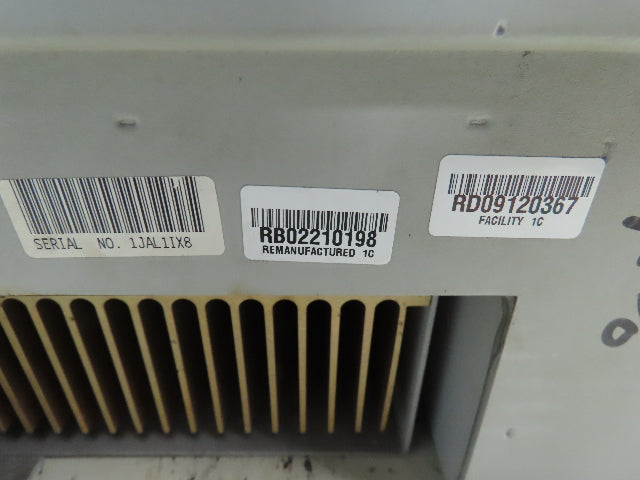 SERIAL NO. 1JAL1IX8
RB02210198
REMANUFACTURED 1C
RD09120367
FACILITY 1C